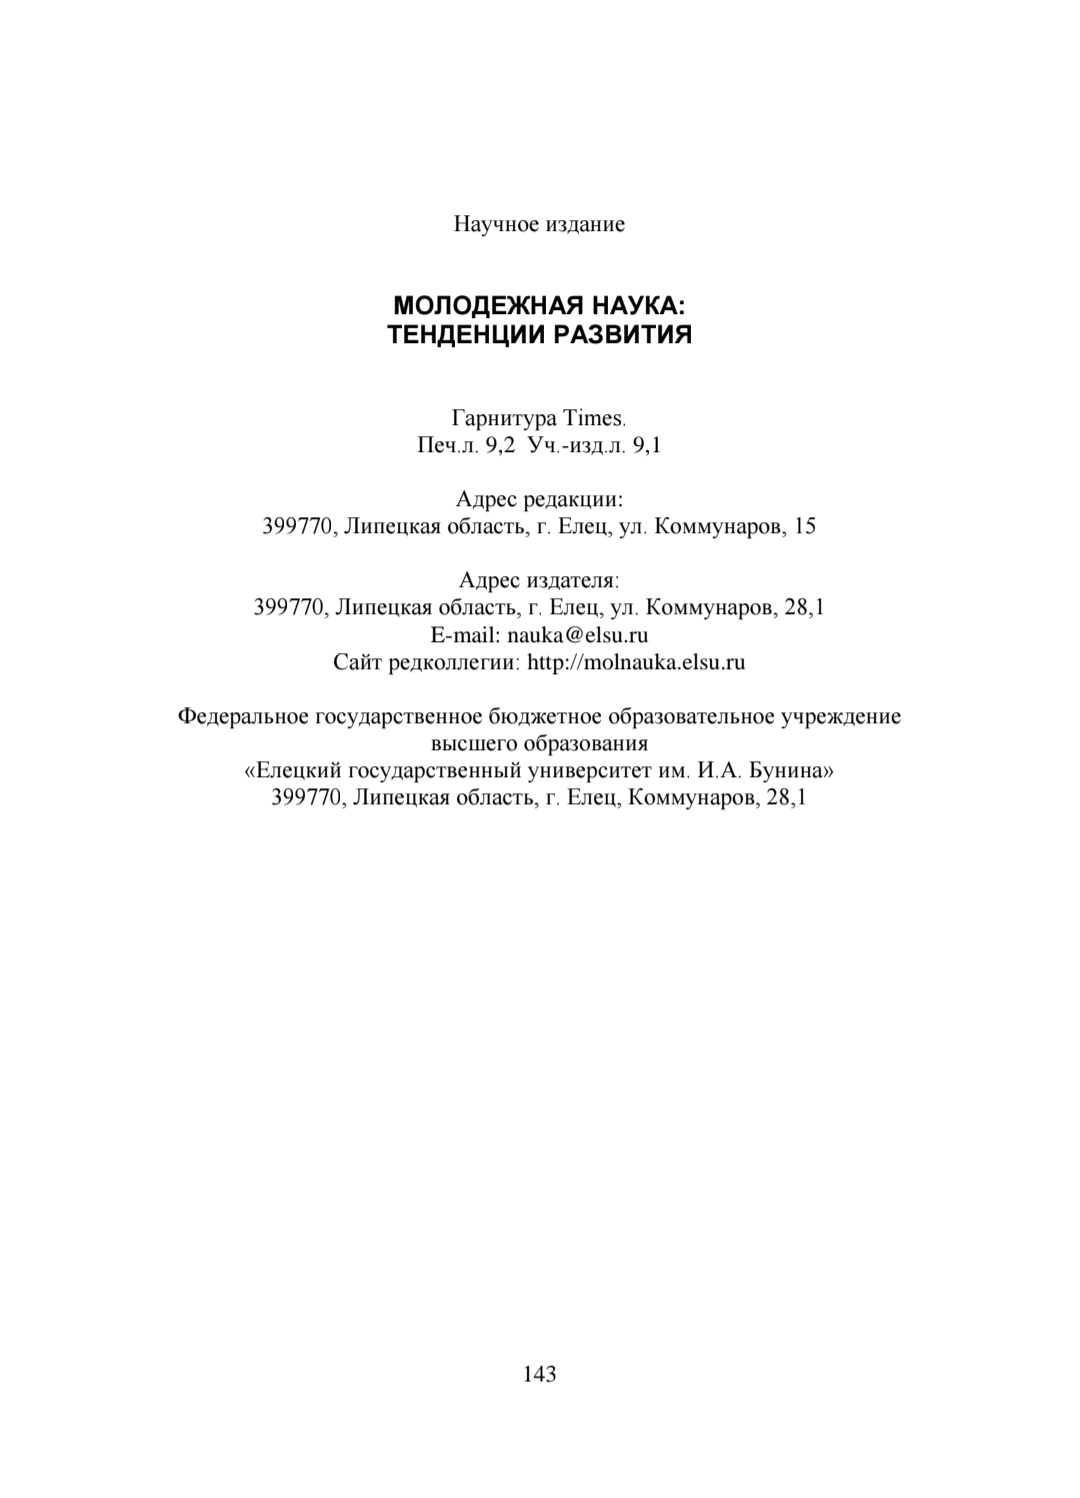 Научное издание
МОЛОДЕЖНАЯ НАУКА:
ТЕНДЕНЦИИ РАЗВИТИЯ
Гарнитура Times.
Печ.л. 9,2 Уч.-изд.л. 9,1
Адрес редакции:
399770, Липецкая область, г. Елец, ул. Коммунаров, 15
Адрес издателя:
399770, Липецкая область, г. Елец, ул. Коммунаров, 28,1
E-mail: nauka@elsu.ru
Сайт редколлегии: http://molnauka.elsu.ru
Федеральное государственное бюджетное образовательное учреждение
высшего образования
«Елецкий государственный университет им. И.А. Бунина»
399770, Липецкая область, г. Елец, Коммунаров, 28,1
143